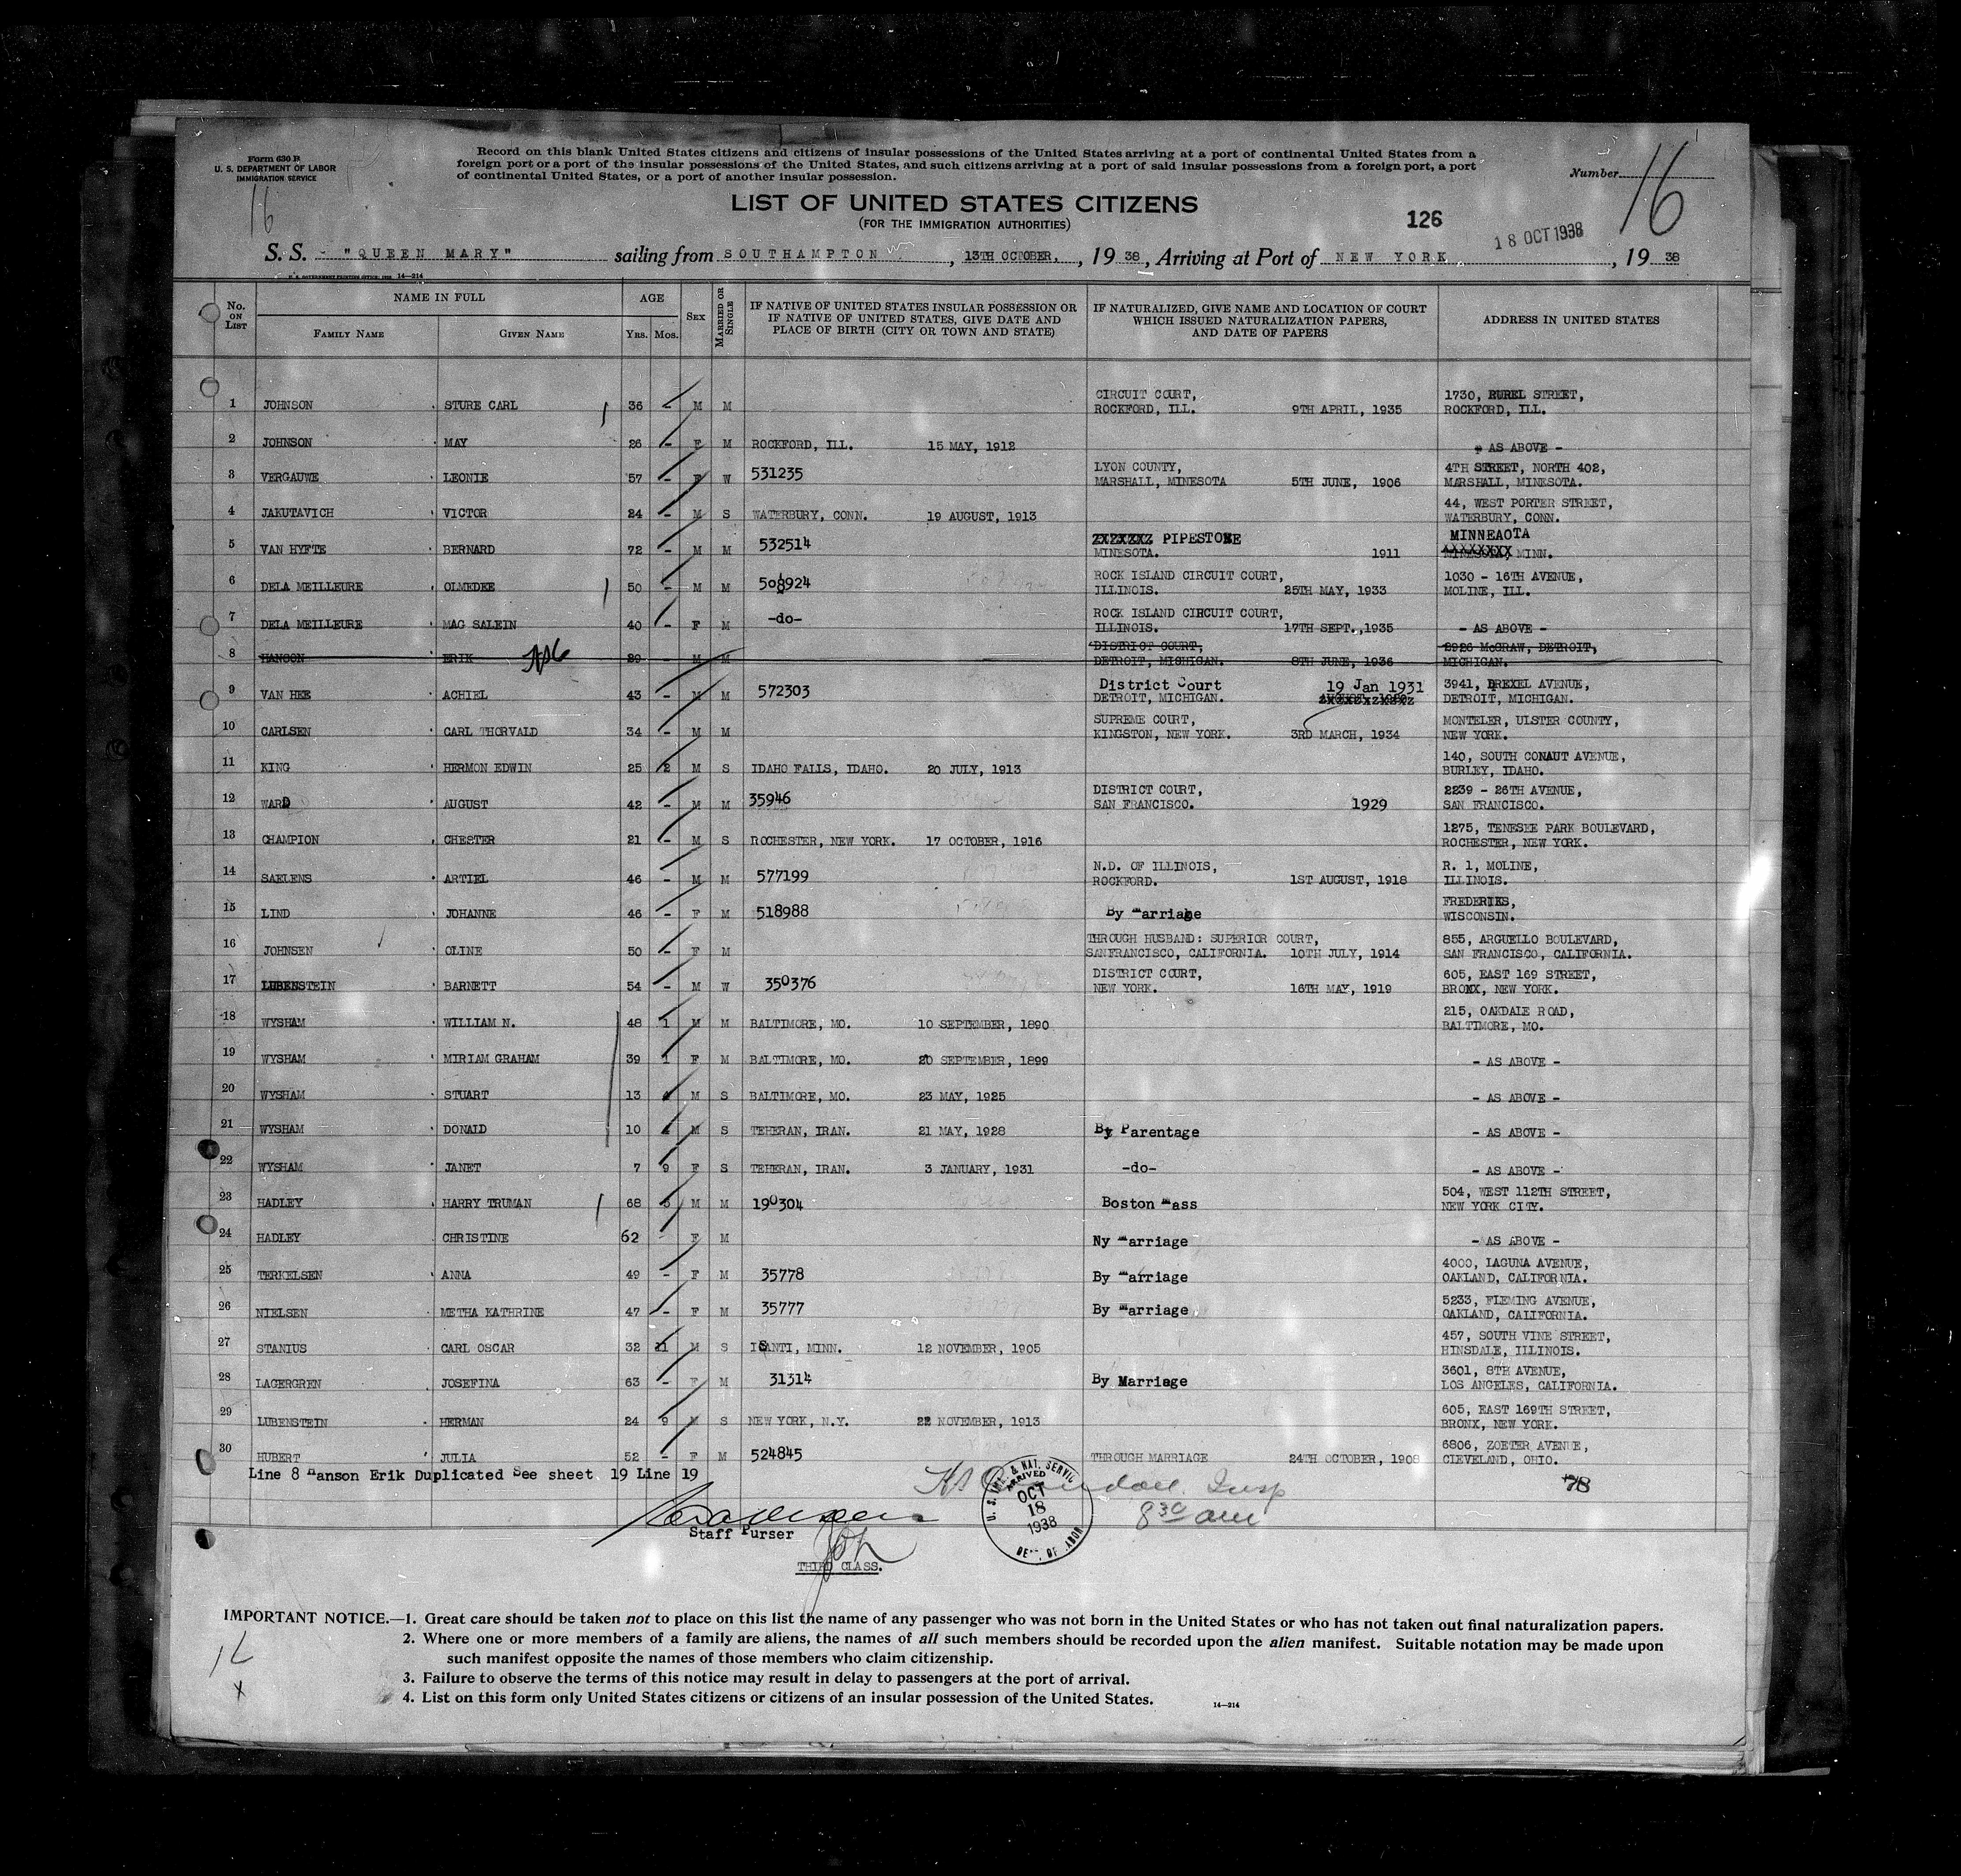 Form 630 B
U. S. DEPARTMENT OF LABOR
IMMIGRATION SERVICE
16
Record on this blank United States citizens and citizens of insular possessions of the United States arriving at a port of continental United States from a
foreign port or a port of the insular possessions of the United States, and such citizens arriving at a port of said insular possessions from a foreign port, a port
of continental United States, or a port of another insular possession.
Number 16
LIST OF UNITED STATES CITIZENS
(FOR THE IMMIGRATION AUTHORITIES)
126
18 OCT 1938
S. S. - "QUEEN MARY" sailing from SOUTHAMPTON, 13TH OCTOBER, , 19 38, Arriving at Port of NEW YORK, 19 38
14-214
No. ON LIST NAME IN FULL AGE SEX MARRIED OR SINGLE IF NATIVE OF UNITED STATES INSULAR POSSESSION OR IF NATIVE OF UNITED STATES, GIVE DATE AND PLACE OF BIRTH (CITY OR TOWN AND STATE) IF NATURALIZED, GIVE NAME AND LOCATION OF COURT WHICH ISSUED NATURALIZATION PAPERS, AND DATE OF PAPERS ADDRESS IN UNITED STATES
FAMILY NAME GIVEN NAME YRS. MOS.
1 JOHNSON STURE CARL 36 - M M CIRCUIT COURT, ROCKFORD, ILL. 9TH APRIL, 1935 1730, RUREL STREET, ROCKFORD, ILL.
2 JOHNSON MAY 26 - F M ROCKFORD, ILL. 15 MAY, 1912 - AS ABOVE -
3 VERGAUWE LEONIE 57 - F W 531235 LYON COUNTY, MARSHALL, MINESOTA 5TH JUNE, 1906 4TH STREET, NORTH 402, MARSHALL, MINESOTA.
4 JAKUTAVICH VICTOR 24 - M S WATERBURY, CONN. 19 AUGUST, 1913 44, WEST PORTER STREET, WATERBURY, CONN.
5 VAN HYFTE BERNARD 72 - M M 532514 PIPESTONE MINESOTA. 1911 MINNEAOTA MINN.
6 DELA MEILLEURE OLMEDEE 50 - M M 508924 ROCK ISLAND CIRCUIT COURT, ILLINOIS. 25TH MAY, 1933 1030 - 16TH AVENUE, MOLINE, ILL.
7 DELA MEILLEURE MAG SALEIN 40 - F M -do- ROCK ISLAND CIRCUIT COURT, ILLINOIS. 17TH SEPT.,1935 - AS ABOVE -
8 HANSON ERIK 29 - M M DISTRICT COURT, DETROIT, MICHIGAN. 8TH JUNE, 1936 2926 McGRAW, DETROIT, MICHIGAN.
9 VAN HEE ACHIEL 43 - M M 572303 District Court DETROIT, MICHIGAN. 19 Jan 1931 3941, DREXEL AVENUE, DETROIT, MICHIGAN.
10 CARLSEN CARL THORVALD 34 - M M SUPREME COURT, KINGSTON, NEW YORK. 3RD MARCH, 1934 MONTELER, ULSTER COUNTY, NEW YORK.
11 KING HERMON EDWIN 25 2 M S IDAHO FALLS, IDAHO. 20 JULY, 1913 140, SOUTH CONAUT AVENUE, BURLEY, IDAHO.
12 WARD AUGUST 42 - M M 35946 DISTRICT COURT, SAN FRANCISCO. 1929 2239 - 26TH AVENUE, SAN FRANCISCO.
13 CHAMPION CHESTER 21 - M S ROCHESTER, NEW YORK. 17 OCTOBER, 1916 1275, TENESEE PARK BOULEVARD, ROCHESTER, NEW YORK.
14 SAELENS ARTIEL 46 - M M 577199 N.D. OF ILLINOIS, ROCKFORD. 1ST AUGUST, 1918 R. 1, MOLINE, ILLINOIS.
15 LIND JOHANNE 46 - F M 518988 By Marriage FREDERIKS, WISCONSIN.
16 JOHNSEN OLINE 50 - F M THROUGH HUSBAND: SUPERIOR COURT, SANFRANCISCO, CALIFORNIA. 10TH JULY, 1914 855, ARGUELLO BOULEVARD, SAN FRANCISCO, CALIFORNIA.
17 LUBENSTEIN BARNETT 54 - M W 350376 DISTRICT COURT, NEW YORK. 16TH MAY, 1919 605, EAST 169 STREET, BRONX, NEW YORK.
18 WYSHAM WILLIAM N. 48 1 M M BALTIMORE, MO. 10 SEPTEMBER, 1890 215, OAKDALE ROAD, BALTIMORE, MO.
19 WYSHAM MIRIAM GRAHAM 39 1 F M BALTIMORE, MO. 20 SEPTEMBER, 1899 - AS ABOVE -
20 WYSHAM STUART 13 4 M S BALTIMORE, MO. 23 MAY, 1925 - AS ABOVE -
21 WYSHAM DONALD 10 4 M S TEHERAN, IRAN. 21 MAY, 1928 By Parentage - AS ABOVE -
22 WYSHAM JANET 7 9 F S TEHERAN, IRAN. 3 JANUARY, 1931 -do- - AS ABOVE -
23 HADLEY HARRY TRUMAN 68 5 M M 190304 Boston Mass 504, WEST 112TH STREET, NEW YORK CITY.
24 HADLEY CHRISTINE 62 F M Ny Marriage - AS ABOVE -
25 TERKELSEN ANNA 49 - F M 35778 By Marriage 4000, LAGUNA AVENUE, OAKLAND, CALIFORNIA.
26 NIELSEN METHA KATHRINE 47 - F M 35777 By Marriage 5233, FLEMING AVENUE, OAKLAND, CALIFORNIA.
27 STANIUS CARL OSCAR 32 11 M S ISANTI, MINN. 12 NOVEMBER, 1905 457, SOUTH VINE STREET, HINSDALE, ILLINOIS.
28 LAGERGREN JOSEFINA 63 - F M 31314 By Marriage 3601, 8TH AVENUE, LOS ANGELES, CALIFORNIA.
29 LUBENSTEIN HERMAN 24 9 M S NEW YORK, N.Y. 22 NOVEMBER, 1913 605, EAST 169TH STREET, BRONX, NEW YORK.
30 HUBERT JULIA 52 - F M 524845 THROUGH MARRIAGE 24TH OCTOBER, 1908 6806, ZOETER AVENUE, CLEVELAND, OHIO.
Line 8 Hanson Erik Duplicated See sheet 19 Line 19
78
Insp
8 30 am
U. S. IMM. & NAT. SERVIC
ARRIVED
OCT
18
1938
DEPT. OF LABOR
Staff Purser
THIRD CLASS.
IMPORTANT NOTICE.—1. Great care should be taken not to place on this list the name of any passenger who was not born in the United States or who has not taken out final naturalization papers.
2. Where one or more members of a family are aliens, the names of all such members should be recorded upon the alien manifest. Suitable notation may be made upon
such manifest opposite the names of those members who claim citizenship.
3. Failure to observe the terms of this notice may result in delay to passengers at the port of arrival.
4. List on this form only United States citizens or citizens of an insular possession of the United States.
14—214